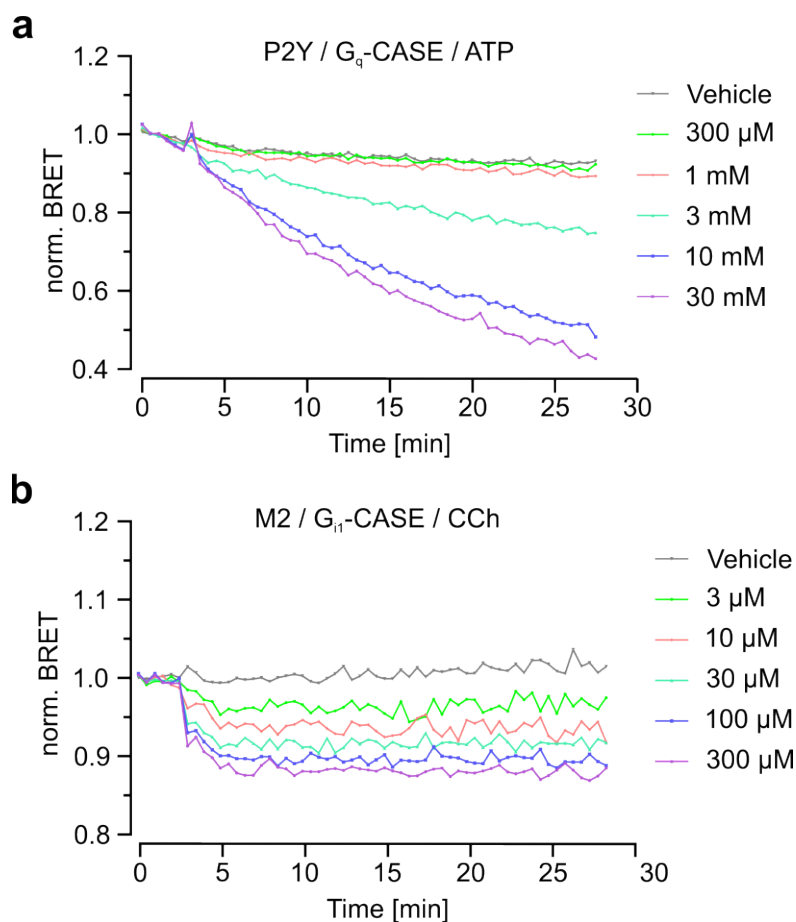 a
P2Y / Gq-CASE / ATP
1.2
1.0
0.8
0.6
0.4
norm. BRET
0
5
10
15
20
25
30
Time [min]
Vehicle
300 µM
1 mM
3 mM
10 mM
30 mM
b
M2 / Gi1-CASE / CCh
1.2
1.1
1.0
0.9
0.8
norm. BRET
0
5
10
15
20
25
30
Time [min]
Vehicle
3 µM
10 µM
30 µM
100 µM
300 µM